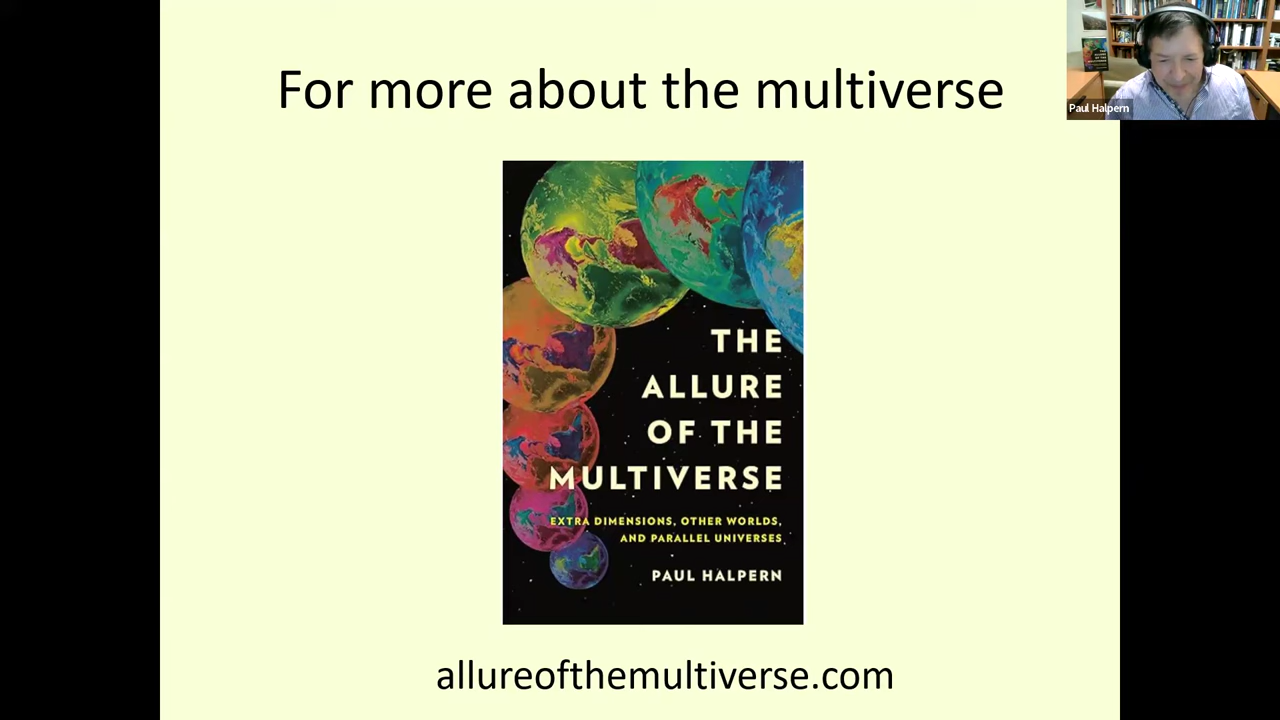 For more about the multiverse
Paul Halpern
THE
ALLURE
OF THE
MULTIVERSE
EXTRA DIMENSIONS, OTHER WORLDS,
AND PARALLEL UNIVERSES
PAUL HALPERN
allureofthemultiverse.com